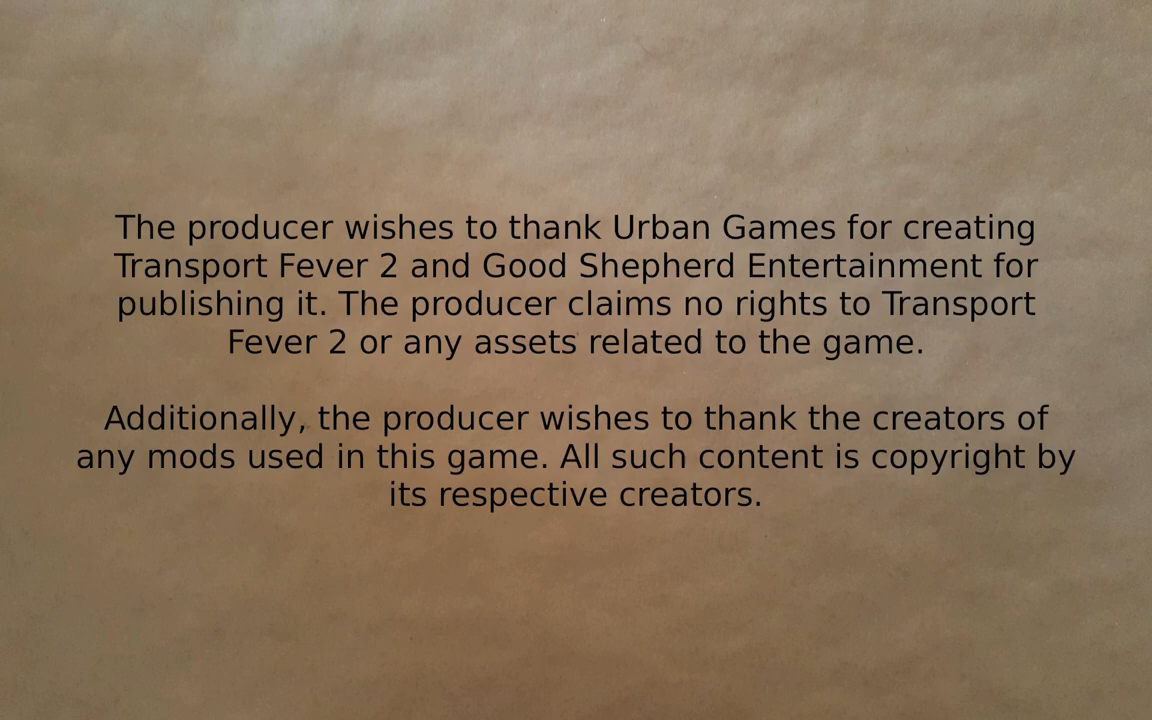 The producer wishes to thank Urban Games for creating
Transport Fever 2 and Good Shepherd Entertainment for
publishing it. The producer claims no rights to Transport
Fever 2 or any assets related to the game.
Additionally, the producer wishes to thank the creators of
any mods used in this game. All such content is copyright by
its respective creators.